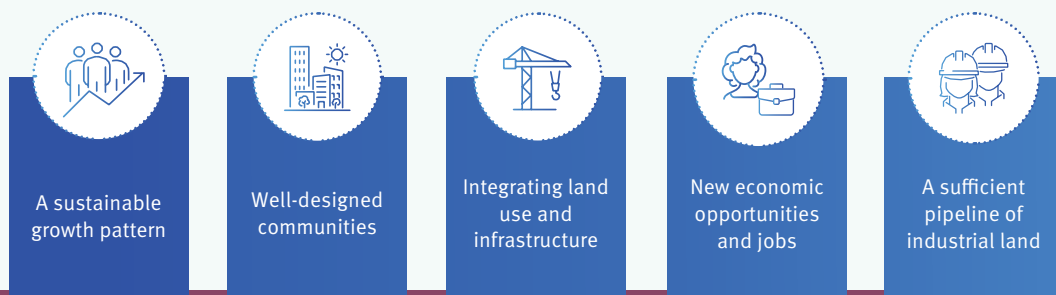 A sustainable
growth pattern
Well-designed
communities
Integrating land
use and
infrastructure
New economic
opportunities
and jobs
A sufficient
pipeline of
industrial land